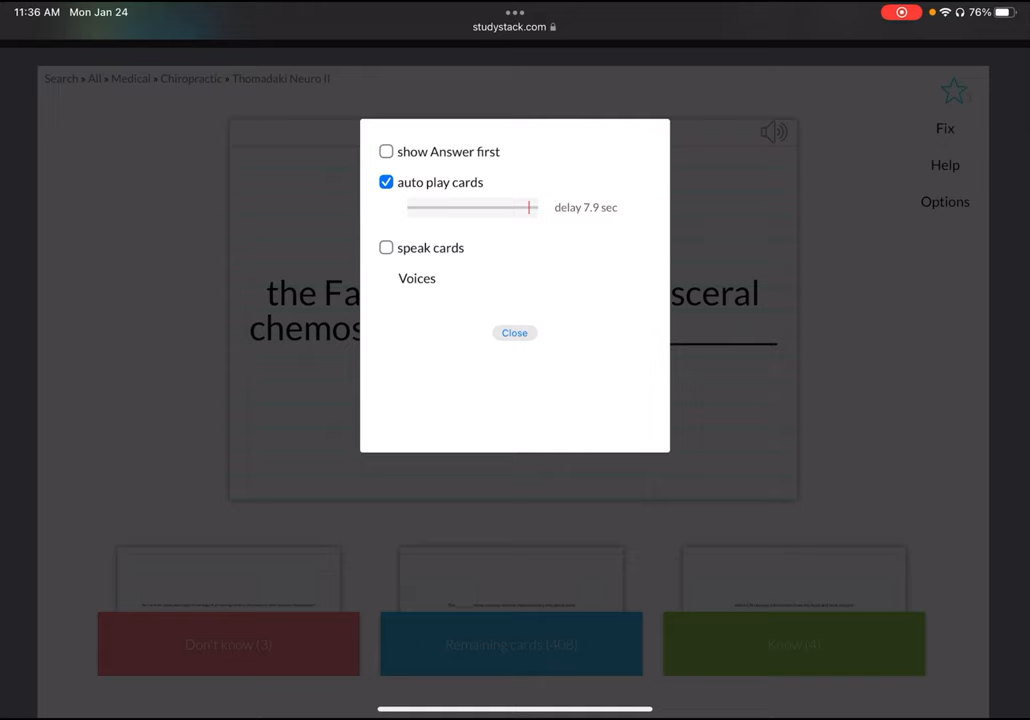 11:36 AM Mon Jan 24
76%
studystack.com
Search » All » Medical » Chiropractic » Thomadaki Neuro II
Fix
Help
Options
show Answer first
auto play cards
delay 7.9 sec
speak cards
Voices
Close
the Fa
sceral
chemos
Don't know (3)
Remaining cards (408)
Know (4)